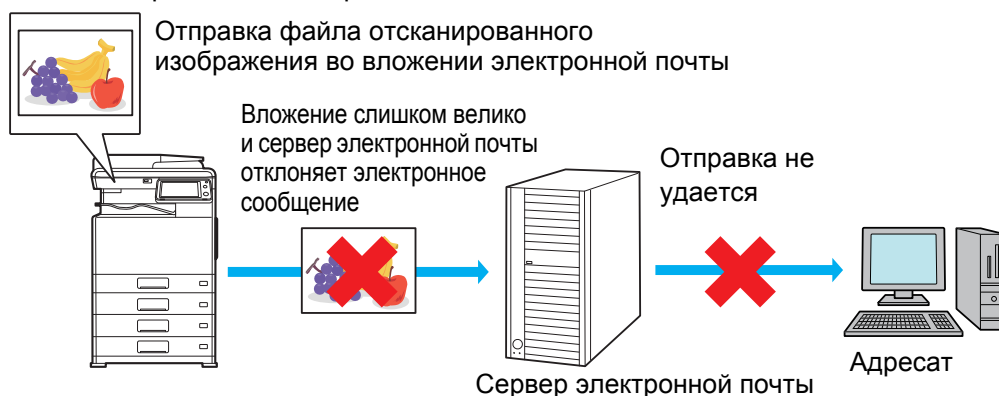 Отправка файла отсканированного
изображения во вложении электронной почты
Вложение слишком велико
и сервер электронной почты
отклоняет электронное
сообщение
Отправка не
удается
Адресат
Сервер электронной почты